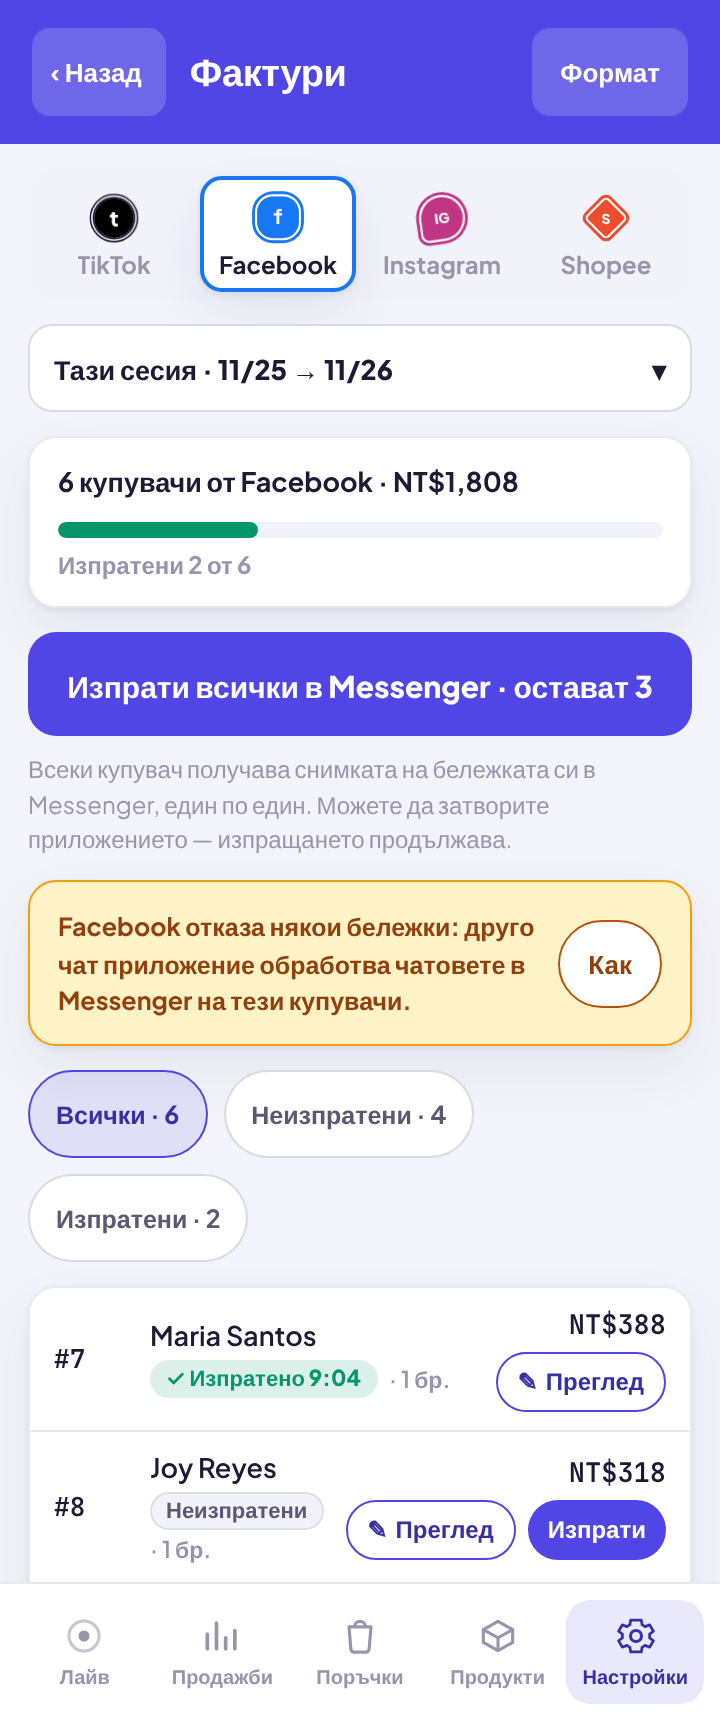 ‹ Назад
Фактури
Формат
t
f
IG
S
TikTok
Facebook
Instagram
Shopee
Тази сесия · 11/25 → 11/26 ▾
6 купувачи от Facebook · NT$1,808
Изпратени 2 от 6
Изпрати всички в Messenger · остават 3
Всеки купувач получава снимката на бележката си в
Messenger, един по един. Можете да затворите
приложението — изпращането продължава.
Facebook отказа някои бележки: друго
чат приложение обработва чатовете в
Messenger на тези купувачи.
Как
Всички · 6
Неизпратени · 4
Изпратени · 2
#7
Maria Santos
✓ Изпратено 9:04 · 1 бр.
NT$388
✎ Преглед
#8
Joy Reyes
Неизпратени
· 1 бр.
NT$318
✎ Преглед
Изпрати
Лайв
Продажби
Поръчки
Продукти
Настройки